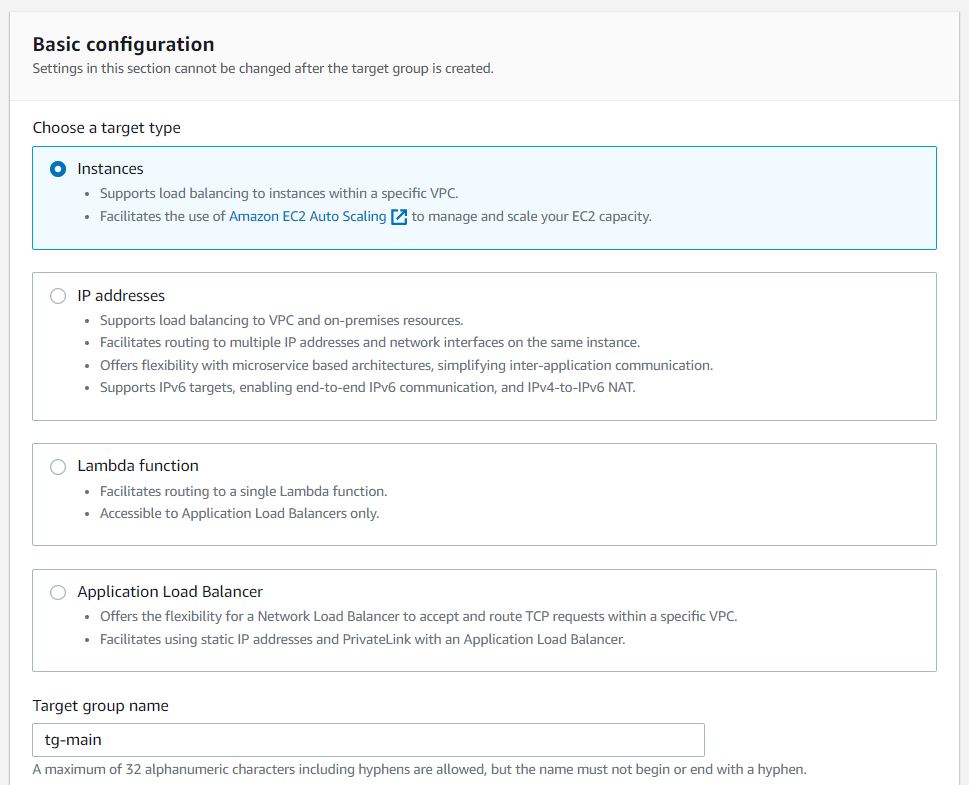 Basic configuration
Settings in this section cannot be changed after the target group is created.
Choose a target type
Instances
• Supports load balancing to instances within a specific VPC.
• Facilitates the use of Amazon EC2 Auto Scaling to manage and scale your EC2 capacity.
IP addresses
• Supports load balancing to VPC and on-premises resources.
• Facilitates routing to multiple IP addresses and network interfaces on the same instance.
• Offers flexibility with microservice based architectures, simplifying inter-application communication.
• Supports IPv6 targets, enabling end-to-end IPv6 communication, and IPv4-to-IPv6 NAT.
Lambda function
• Facilitates routing to a single Lambda function.
• Accessible to Application Load Balancers only.
Application Load Balancer
• Offers the flexibility for a Network Load Balancer to accept and route TCP requests within a specific VPC.
• Facilitates using static IP addresses and PrivateLink with an Application Load Balancer.
Target group name
tg-main
A maximum of 32 alphanumeric characters including hyphens are allowed, but the name must not begin or end with a hyphen.